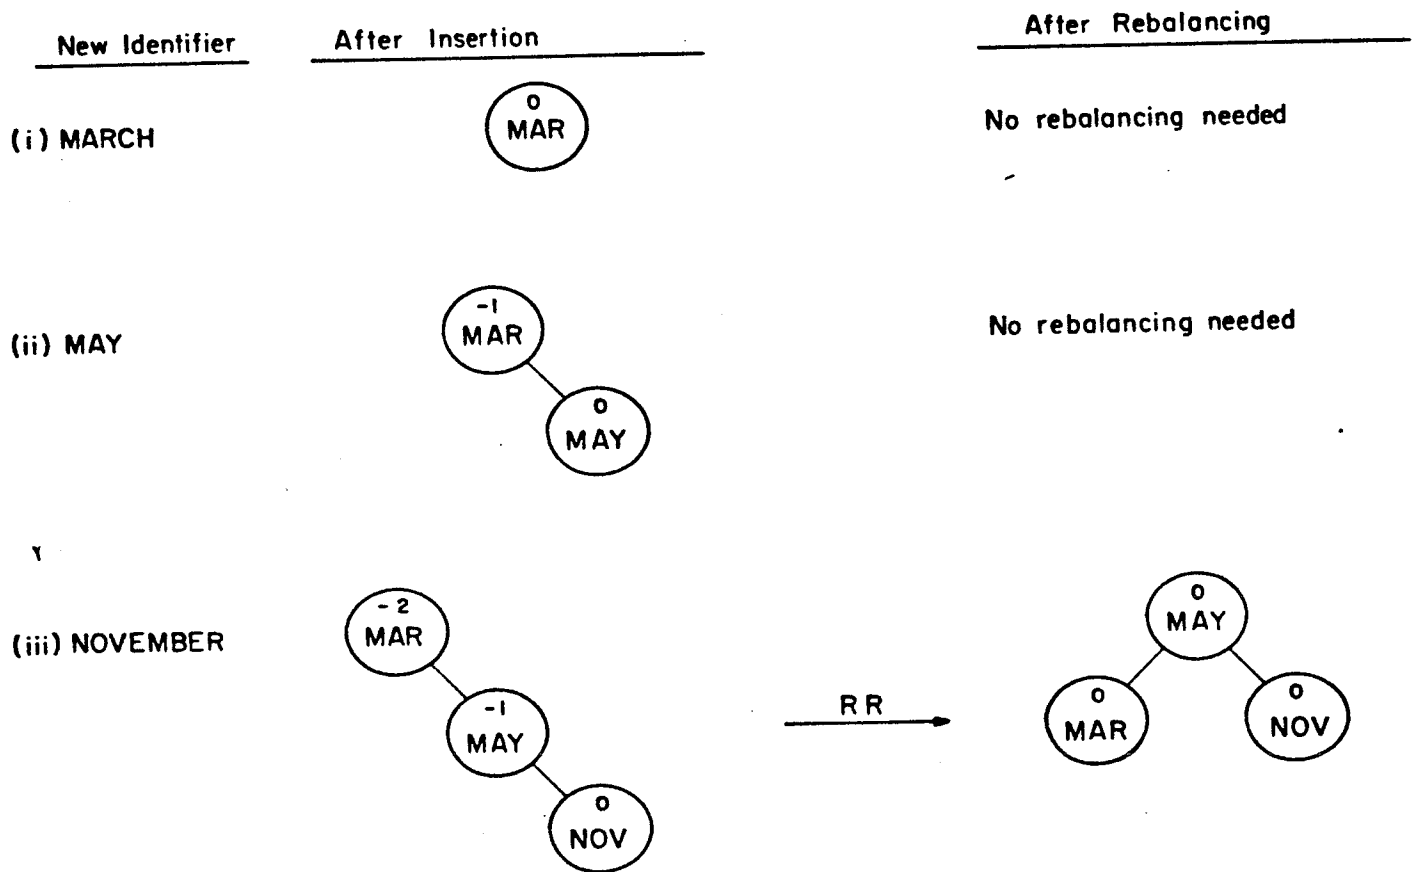 New Identifier After Insertion After Rebalancing
(i) MARCH
0
MAR
No rebalancing needed
(ii) MAY
-1
MAR
0
MAY
No rebalancing needed
(iii) NOVEMBER
-2
MAR
-1
MAY
0
NOV
RR
0
MAY
0
MAR
0
NOV